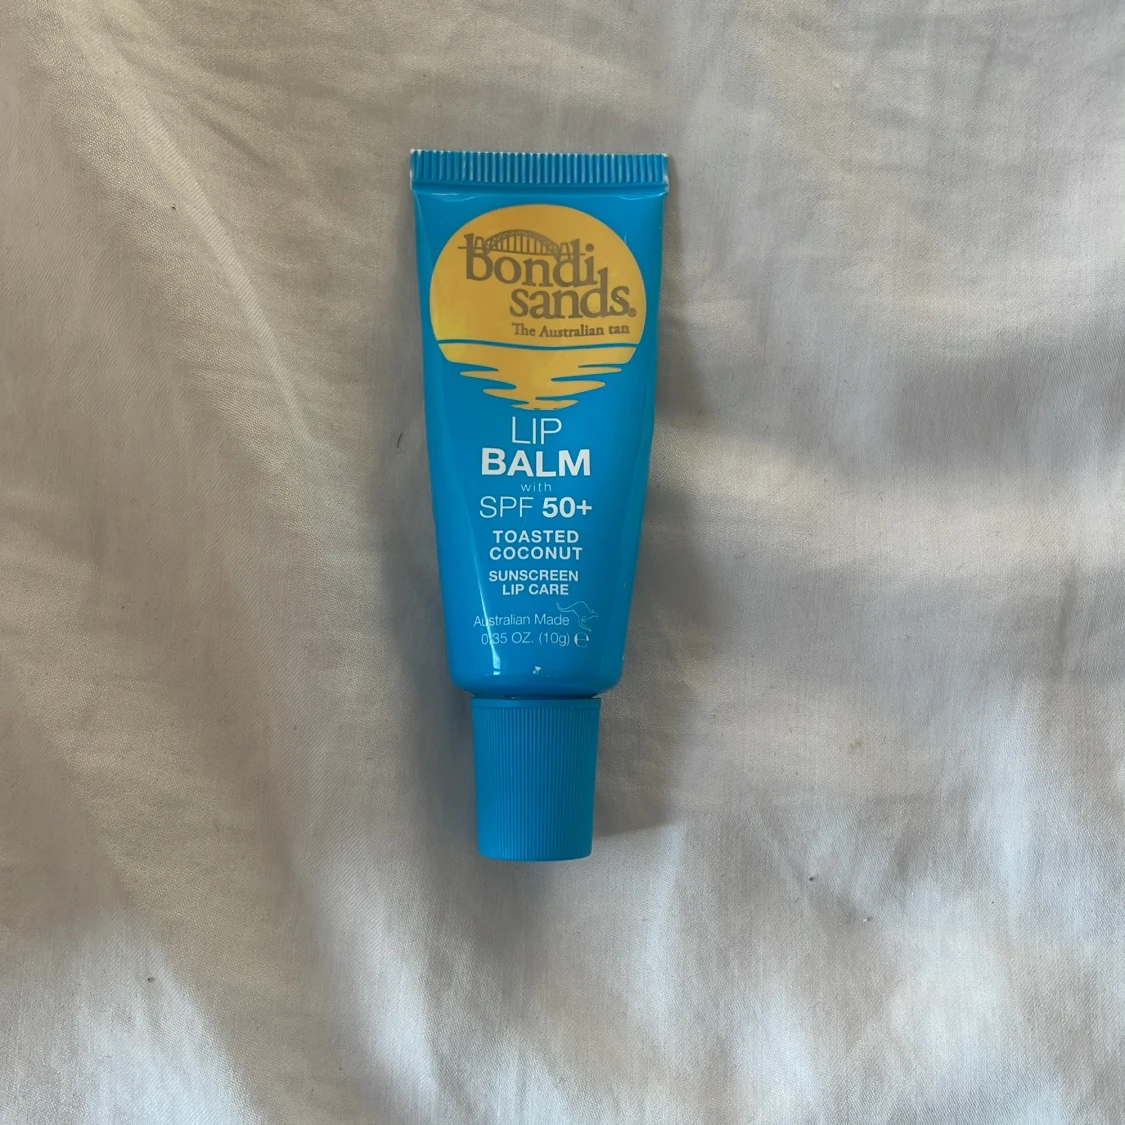 bondi
sands.
The Australian tan
LIP
BALM
with
SPF 50+
TOASTED
COCONUT
SUNSCREEN
LIP CARE
Australian Made
0.35 OZ. (10g) ℮